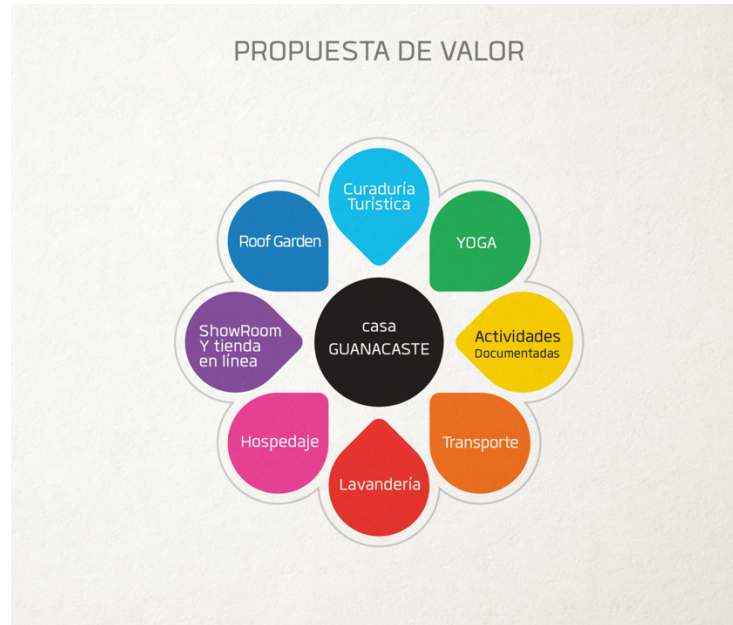 PROPUESTA DE VALOR
Curaduría
Turística
YOGA
Actividades
Documentadas
Transporte
Lavandería
Hospedaje
ShowRoom
Y tienda
en línea
Roof Garden
casa
GUANACASTE